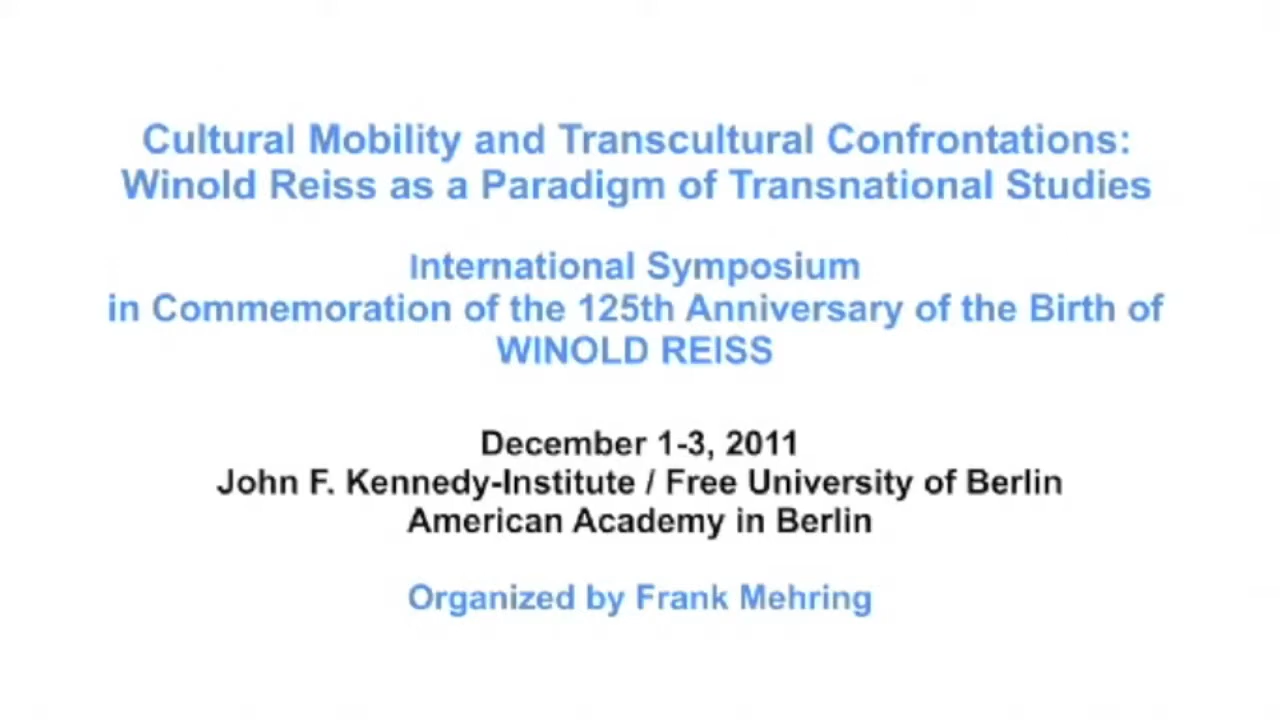 Cultural Mobility and Transcultural Confrontations:
Winold Reiss as a Paradigm of Transnational Studies
International Symposium
in Commemoration of the 125th Anniversary of the Birth of
WINOLD REISS
December 1-3, 2011
John F. Kennedy-Institute / Free University of Berlin
American Academy in Berlin
Organized by Frank Mehring